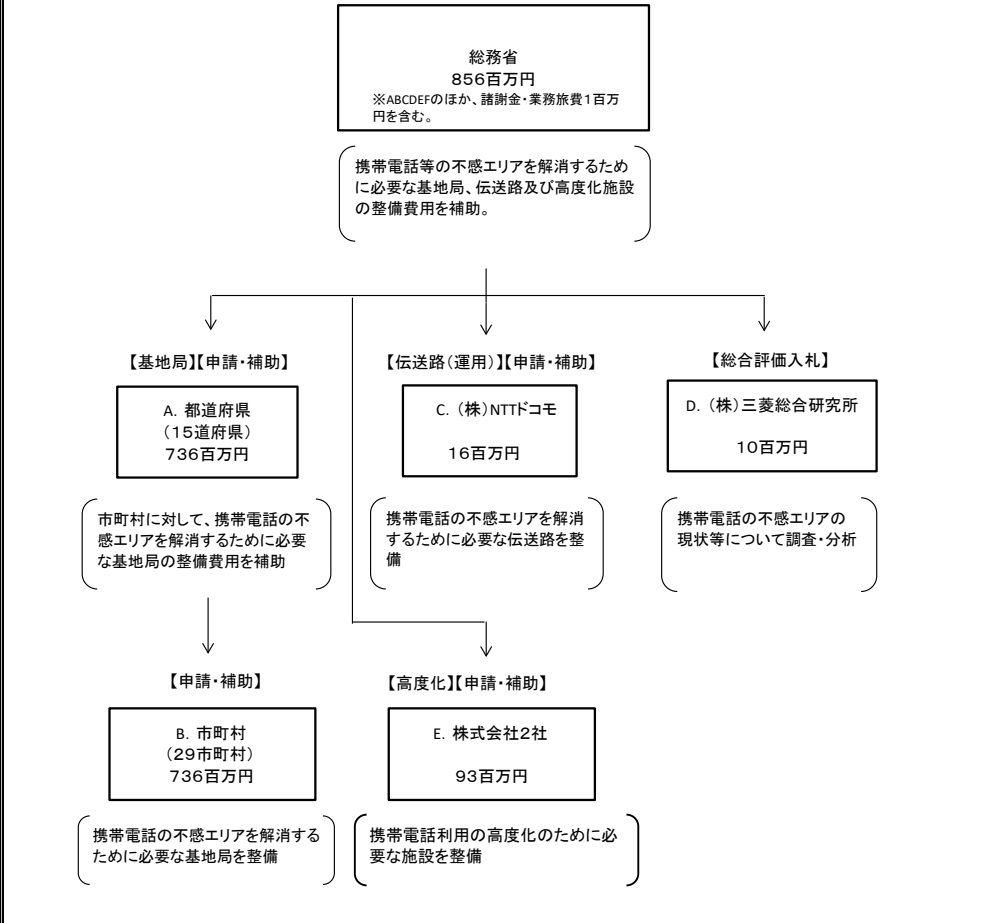 総務省
856百万円
※ABCDEFのほか、諸謝金・業務旅費1百万
円を含む。
携帯電話等の不感エリアを解消するため
に必要な基地局、伝送路及び高度化施設
の整備費用を補助。
【基地局】【申請・補助】
A. 都道府県
（15道府県）
736百万円
市町村に対して、携帯電話の不
感エリアを解消するために必要
な基地局の整備費用を補助
【伝送路（運用）】【申請・補助】
C. （株）NTTドコモ
16百万円
携帯電話の不感エリアを解消
するために必要な伝送路を整
備
【総合評価入札】
D. （株）三菱総合研究所
10百万円
携帯電話の不感エリアの
現状等について調査・分析
【申請・補助】
B. 市町村
（29市町村）
736百万円
携帯電話の不感エリアを解消する
ために必要な基地局を整備
【高度化】【申請・補助】
E. 株式会社2社
93百万円
携帯電話利用の高度化のために必
要な施設を整備